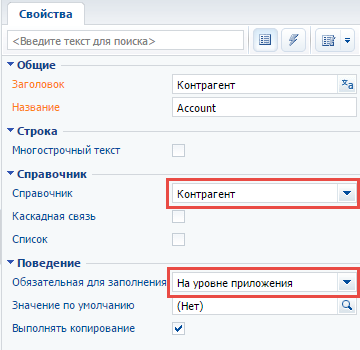 Свойства
<Введите текст для поиска>
Общие
Заголовок Контрагент
Название Account
Строка
Многострочный текст
Справочник
Справочник Контрагент
Каскадная связь
Список
Поведение
Обязательная для заполнения На уровне приложения
Значение по умолчанию (Нет)
Выполнять копирование